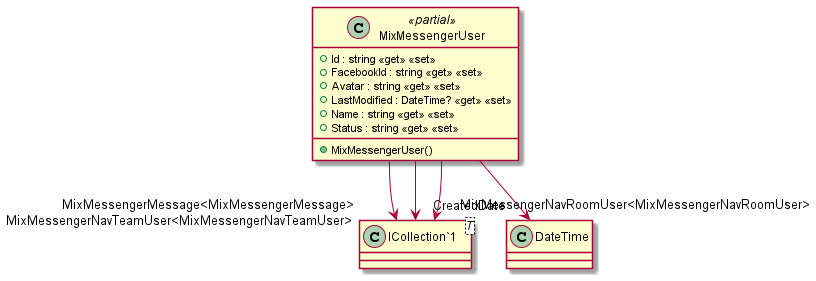 C
«partial»
MixMessengerUser
Id : string «get» «set»
FacebookId : string «get» «set»
Avatar : string «get» «set»
LastModified : DateTime? «get» «set»
Name : string «get» «set»
Status : string «get» «set»
MixMessengerUser()
MixMessengerMessage<MixMessengerMessage>
CreatedDate
MixMessengerNavRoomUser<MixMessengerNavRoomUser>
MixMessengerNavTeamUser<MixMessengerNavTeamUser>
C ICollection`1
T
C DateTime